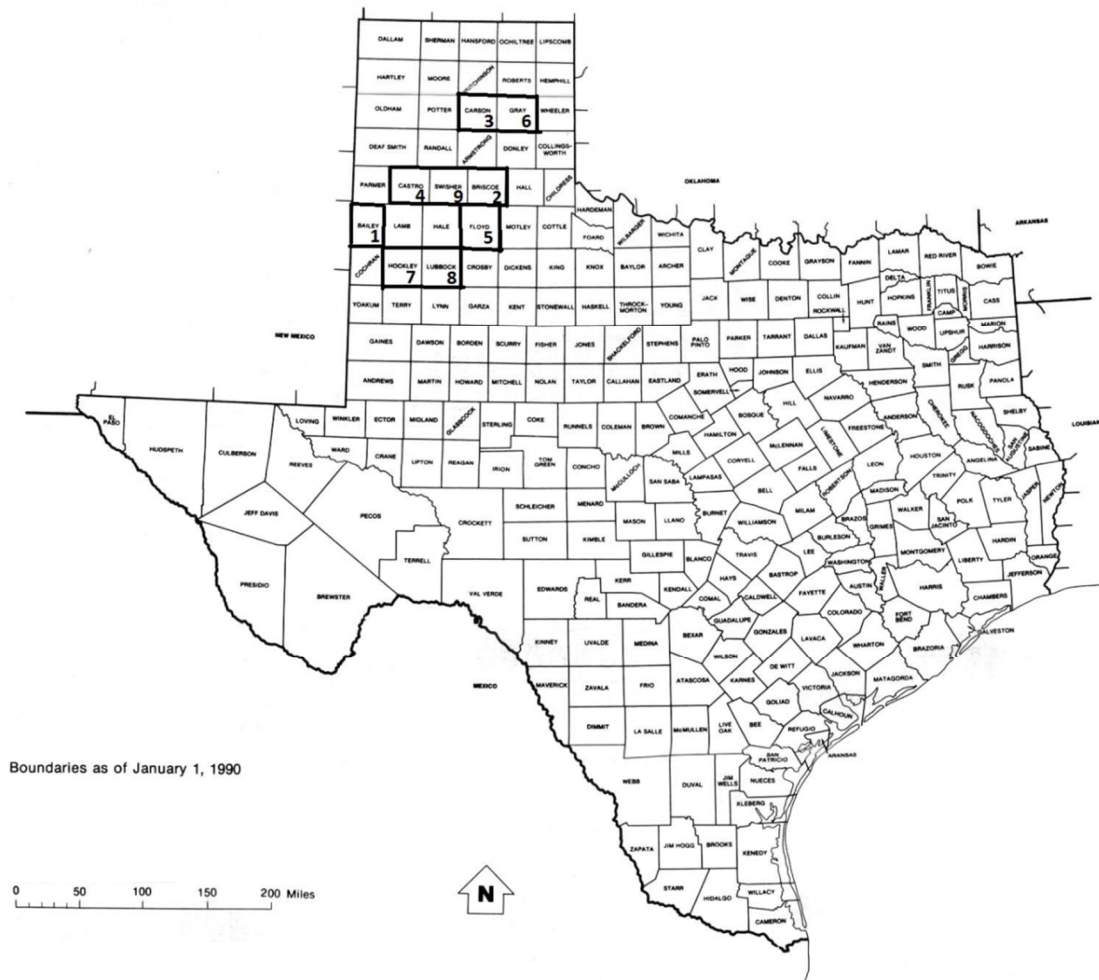 DALLAM SHERMAN HANSFORD OCHILTREE LIPSCOMB
HARTLEY MOORE HUTCHINSON ROBERTS HEMPHILL
OLDHAM POTTER CARSON GRAY WHEELER
3 6
DEAF SMITH RANDALL ARMSTRONG DONLEY COLLINGS-
WORTH
PARMER CASTRO SWISHER BRISCOE HALL CHILDRESS OKLAHOMA
4 9 2
BAILEY LAMB HALE FLOYD MOTLEY COTTLE HARDEMAN
1 5
FOARD WILBARGER WICHITA CLAY MONTAGUE COOKE GRAYSON FANNIN LAMAR RED RIVER BOWIE ARKANSAS
COCHRAN HOCKLEY LUBBOCK CROSBY DICKENS KING KNOX BAYLOR ARCHER
7 8
DELTA FRANKLIN TITUS MORRIS CASS
YOAKUM TERRY LYNN GARZA KENT STONEWALL HASKELL THROCK-
MORTON YOUNG JACK WISE DENTON COLLIN
ROCKWALL HUNT HOPKINS CAMP
NEW MEXICO
GAINES DAWSON BORDEN SCURRY FISHER JONES SHACKELFORD STEPHENS PALO
PINTO PARKER TARRANT DALLAS KAUFMAN RAINS VAN
ZANDT WOOD UPSHUR MARION
GREGG HARRISON
ANDREWS MARTIN HOWARD MITCHELL NOLAN TAYLOR CALLAHAN EASTLAND ERATH HOOD SOMERVELL JOHNSON ELLIS HENDERSON SMITH RUSK PANOLA
EL
PASO HUDSPETH CULBERSON REEVES LOVING WINKLER ECTOR MIDLAND GLASSCOCK STERLING COKE RUNNELS COLEMAN BROWN COMANCHE HAMILTON BOSQUE HILL NAVARRO FREESTONE ANDERSON CHEROKEE NACOGDOCHES SHELBY LOUISIAN
WARD CRANE UPTON REAGAN IRION TOM
GREEN CONCHO McCULLOCH SAN SABA MILLS LAMPASAS CORYELL McLENNAN LIMESTONE FALLS LEON HOUSTON ANGELINA SAN
AUGUSTINE SABINE
JEFF DAVIS PECOS CROCKETT SCHLEICHER MENARD MASON LLANO BURNET BELL MILAM ROBERTSON MADISON TRINITY POLK TYLER JASPER NEWTON
TERRELL SUTTON KIMBLE GILLESPIE BLANCO WILLIAMSON TRAVIS LEE BURLESON BRAZOS GRIMES WALKER SAN
JACINTO HARDIN
PRESIDIO BREWSTER VAL VERDE EDWARDS REAL KERR BANDERA KENDALL COMAL HAYS CALDWELL BASTROP FAYETTE WASHINGTON AUSTIN WALLER MONTGOMERY HARRIS LIBERTY ORANGE
JEFFERSON
CHAMBERS
KINNEY UVALDE MEDINA BEXAR GUADALUPE GONZALES LAVACA COLORADO WHARTON FORT
BEND BRAZORIA GALVESTON
MEXICO MAVERICK ZAVALA FRIO ATASCOSA WILSON KARNES DE WITT VICTORIA JACKSON MATAGORDA
DIMMIT LA SALLE McMULLEN LIVE
OAK BEE GOLIAD REFUGIO CALHOUN
SAN
PATRICIO ARKANSAS
WEBB DUVAL JIM
WELLS NUECES
KLEBERG
ZAPATA JIM HOGG BROOKS KENEDY
STARR HIDALGO WILLACY
CAMERON
Boundaries as of January 1, 1990
0 50 100 150 200 Miles
N